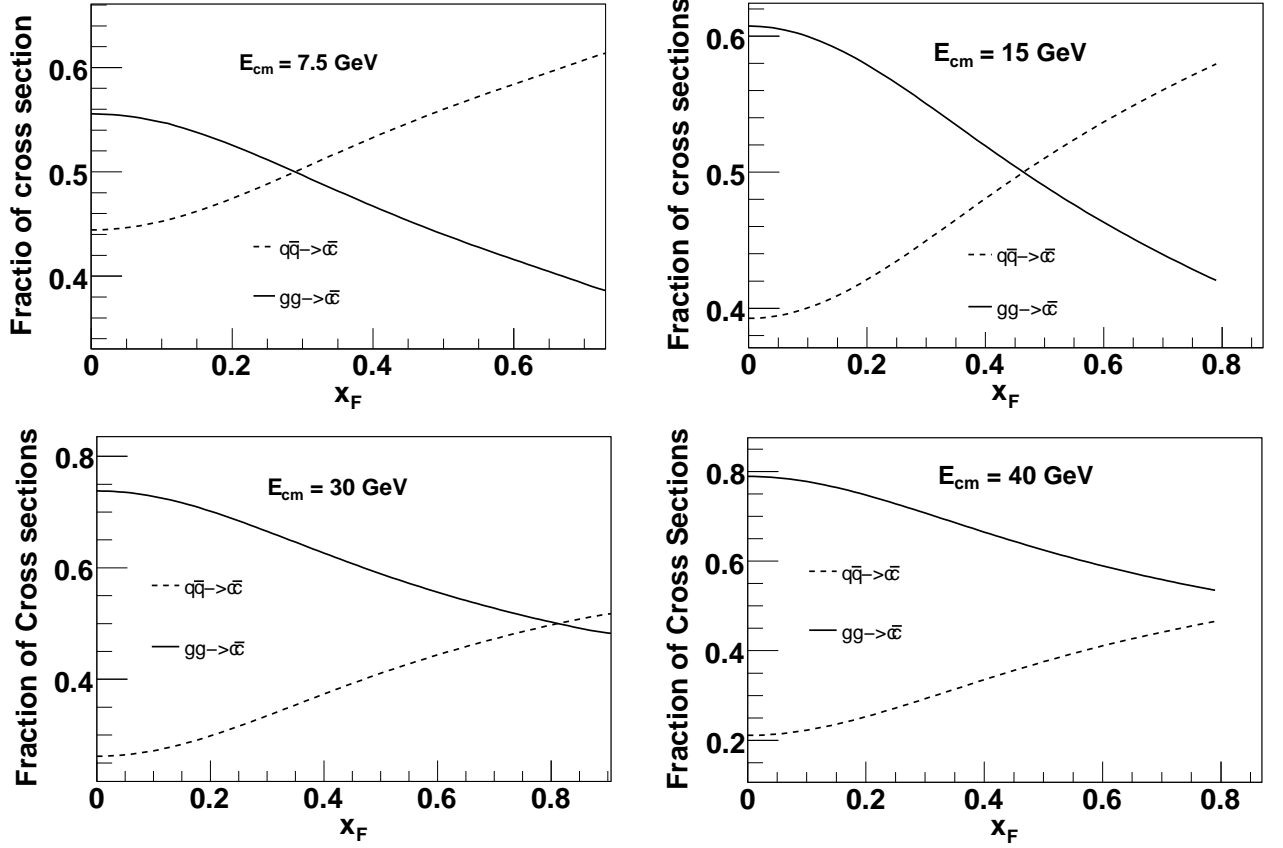 Fractio of cross section
E_cm = 7.5 GeV
0.6
0.5
0.4
qq̅->cc̅
gg->cc̅
0 0.2 0.4 0.6
x_F
Fraction of cross sections
E_cm = 15 GeV
0.6
0.5
0.4
qq̅->cc̅
gg->cc̅
0 0.2 0.4 0.6 0.8
x_F
Fraction of Cross sections
E_cm = 30 GeV
0.8
0.6
0.4
qq̅->cc̅
gg->cc̅
0 0.2 0.4 0.6 0.8
x_F
Fraction of Cross Sections
E_cm = 40 GeV
0.8
0.6
0.4
0.2
qq̅->cc̅
gg->cc̅
0 0.2 0.4 0.6 0.8
x_F